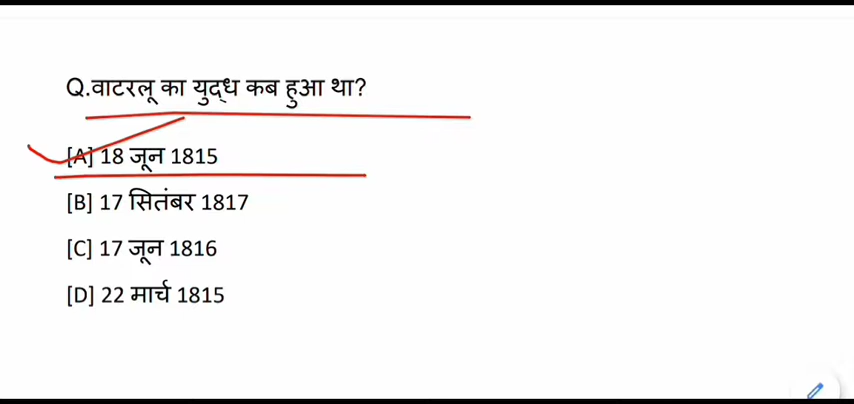 Q.वाटरलू का युद्ध कब हुआ था?
[A] 18 जून 1815
[B] 17 सितंबर 1817
[C] 17 जून 1816
[D] 22 मार्च 1815